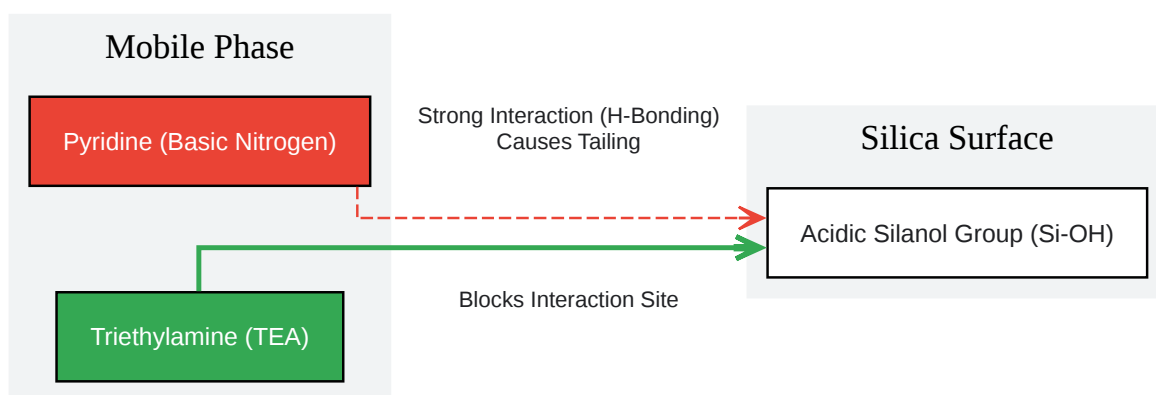 Mobile Phase
Pyridine (Basic Nitrogen)
Triethylamine (TEA)
Strong Interaction (H-Bonding)
Causes Tailing
Blocks Interaction Site
Silica Surface
Acidic Silanol Group (Si-OH)